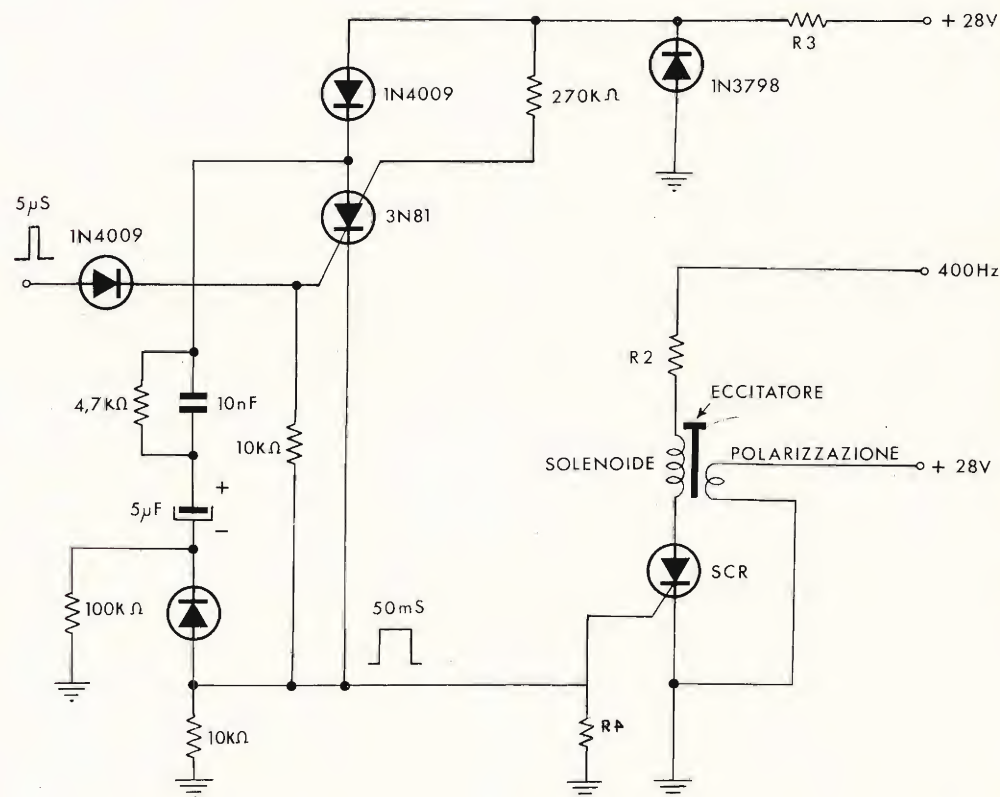 + 28V
R3
1N4009
270KΩ
1N3798
5µS
1N4009
3N81
400Hz
R2
4,7KΩ
10nF
ECCITATORE
10KΩ
SOLENOIDE
POLARIZZAZIONE
+ 28V
+
5µF
−
SCR
100KΩ
50mS
10KΩ
R4